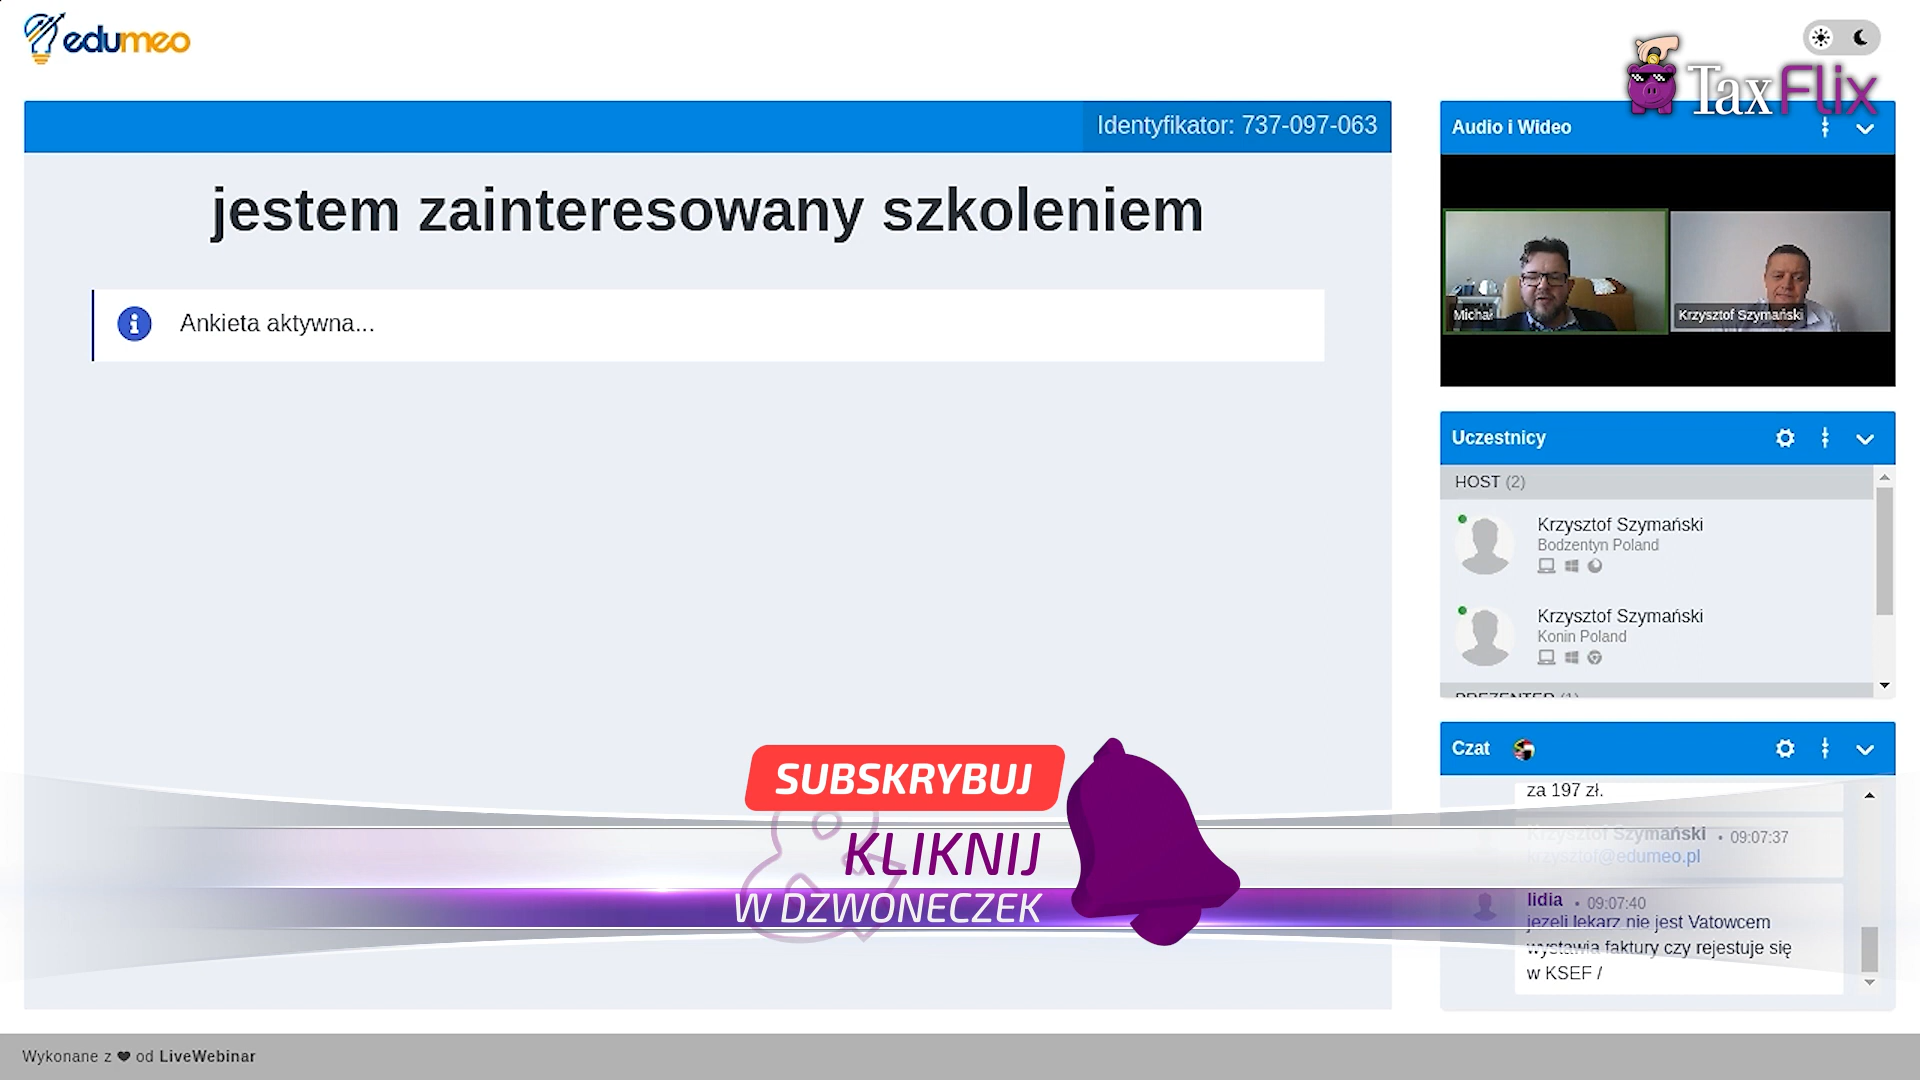 edumeo
TaxFlix
Identyfikator: 737-097-063
jestem zainteresowany szkoleniem
Ankieta aktywna...
Audio i Wideo
Michał
Krzysztof Szymański
Uczestnicy
HOST (2)
Krzysztof Szymański
Bodzentyn Poland
Krzysztof Szymański
Konin Poland
PREZENTER (1)
Czat
za 197 zł.
Krzysztof Szymański • 09:07:37
krzysztof@edumeo.pl
lidia • 09:07:40
jezeli lekarz nie jest Vatowcem
wystawia faktury czy rejestuje się
w KSEF /
SUBSKRYBUJ
&
KLIKNIJ
W DZWONECZEK
Wykonane z ❤ od LiveWebinar